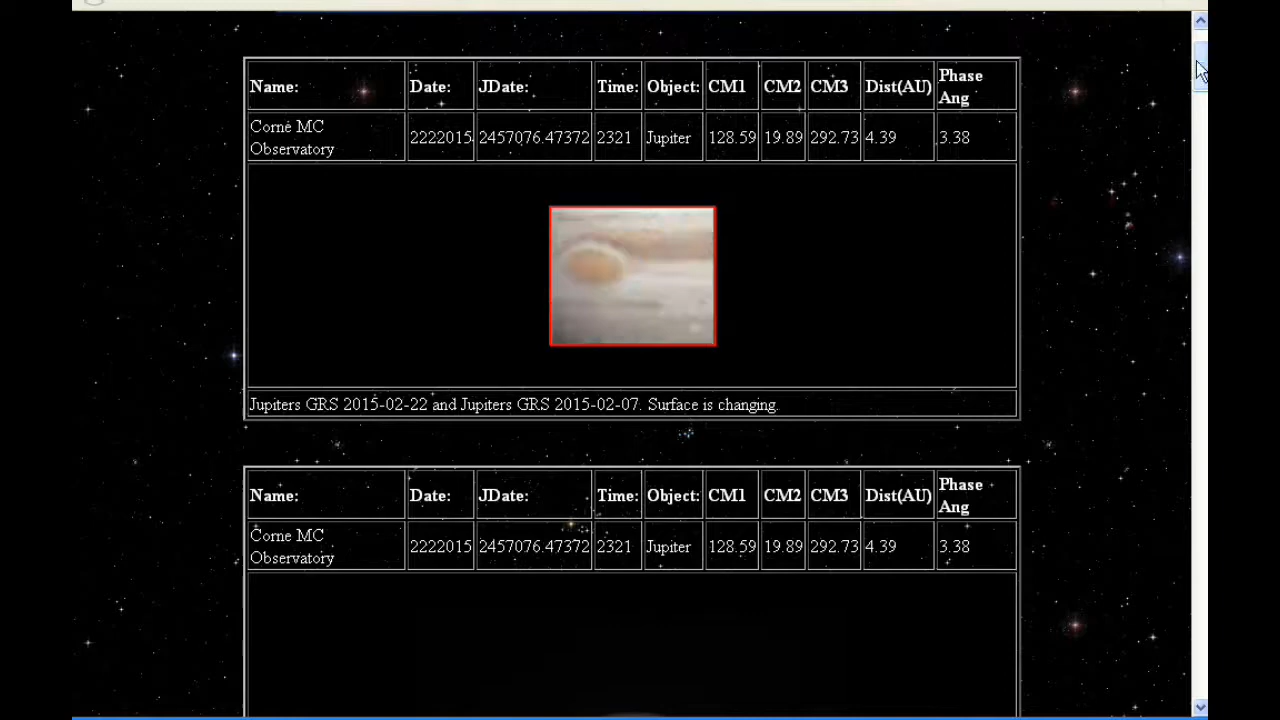 Name: Date: JDate: Time: Object: CM1 CM2 CM3 Dist(AU) Phase Ang
Corne MC Observatory 2222015 2457076.47372 2321 Jupiter 128.59 19.89 292.73 4.39 3.38
Jupiters GRS 2015-02-22 and Jupiters GRS 2015-02-07. Surface is changing.
Name: Date: JDate: Time: Object: CM1 CM2 CM3 Dist(AU) Phase Ang
Corne MC Observatory 2222015 2457076.47372 2321 Jupiter 128.59 19.89 292.73 4.39 3.38